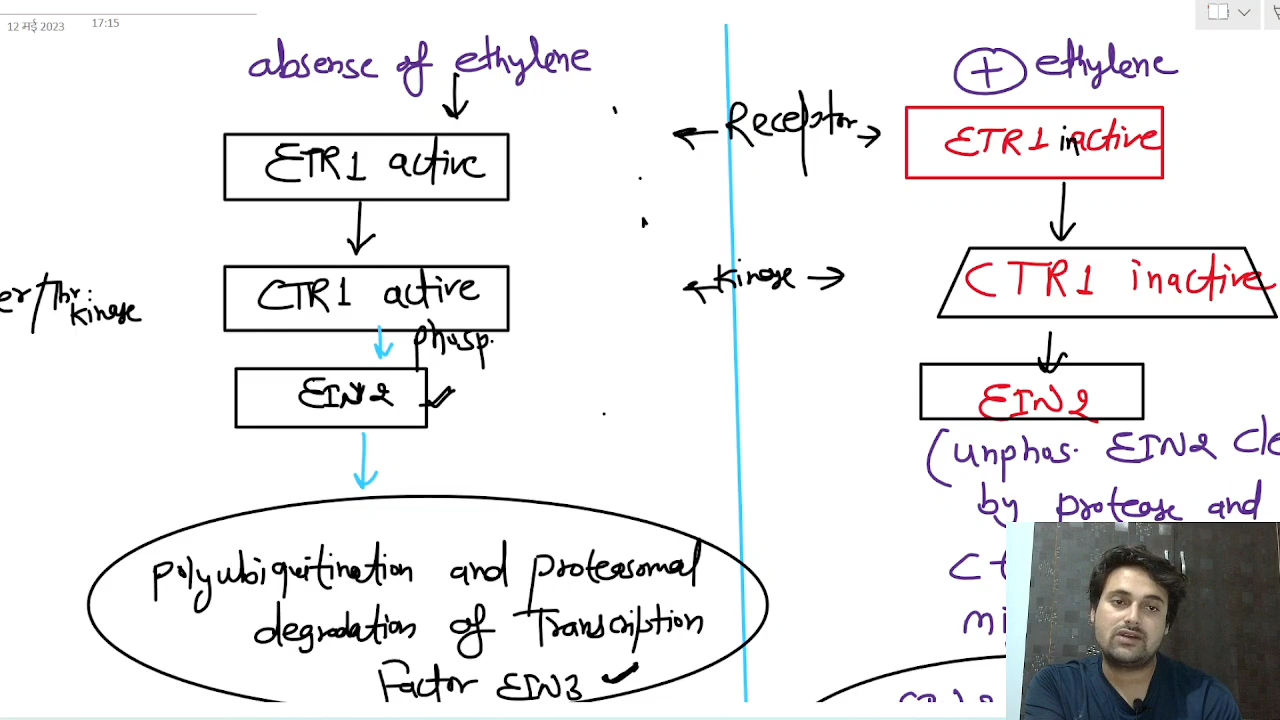 12 मई 2023 17:15
absense of ethylene
ETR1 active
CTR1 active
er/Thr.
kinase
phosp.
EIN2
polyubiquitination and proteasomal
degradation of Transcription
Factor EIN3
Receptor
kinase
+ ethylene
ETR1 inactive
CTR1 inactive
EIN2
(unphos. EIN2 cle
by protease and